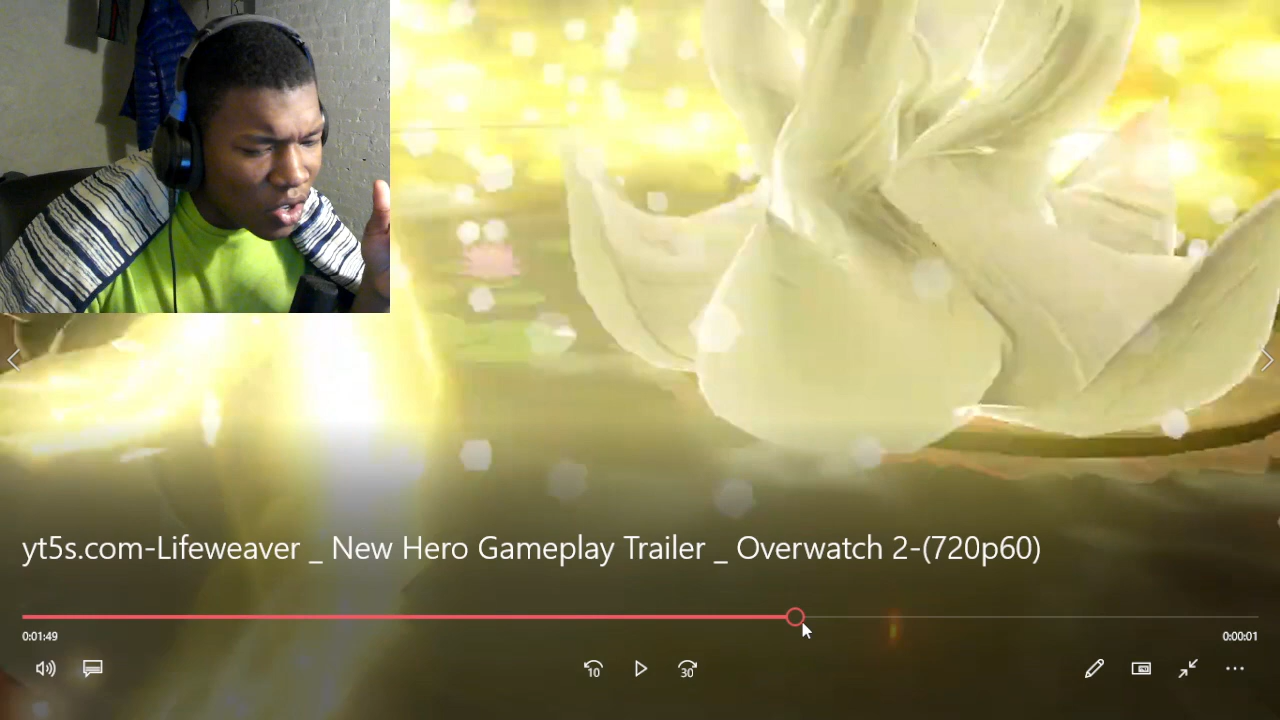 yt5s.com-Lifeweaver _ New Hero Gameplay Trailer _ Overwatch 2-(720p60)
0:01:49
0:00:01
10
30